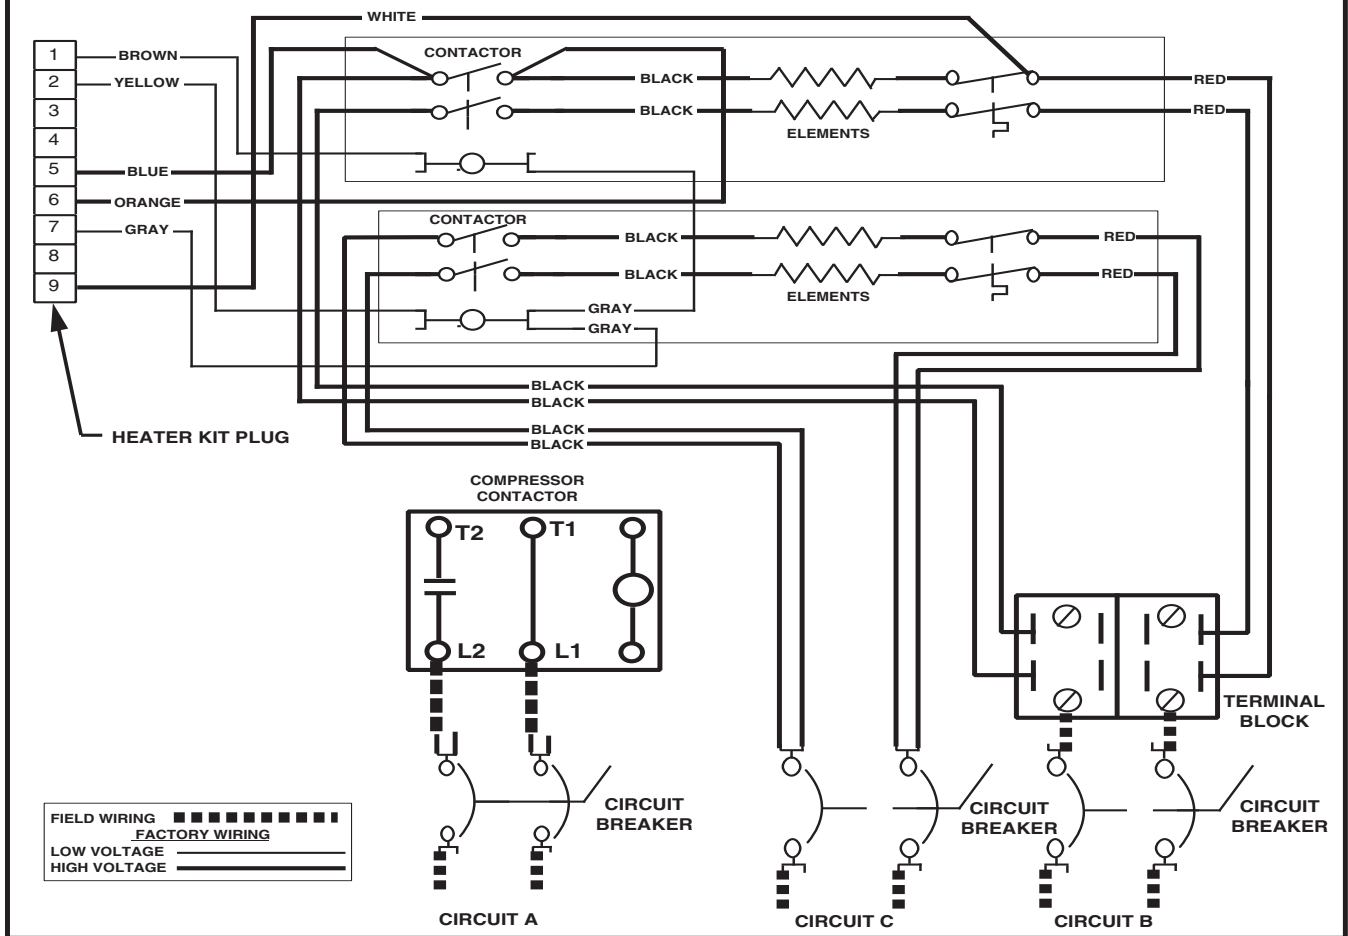 WHITE
1
BROWN
CONTACTOR
2
YELLOW
BLACK
RED
3
BLACK
RED
ELEMENTS
4
5
BLUE
6
ORANGE
7
GRAY
CONTACTOR
BLACK
RED
8
BLACK
RED
9
ELEMENTS
GRAY
GRAY
BLACK
BLACK
BLACK
BLACK
HEATER KIT PLUG
COMPRESSOR
CONTACTOR
T2
T1
L2
L1
TERMINAL
BLOCK
CIRCUIT
BREAKER
CIRCUIT
BREAKER
CIRCUIT
BREAKER
FIELD WIRING
FACTORY WIRING
LOW VOLTAGE
HIGH VOLTAGE
CIRCUIT A
CIRCUIT C
CIRCUIT B